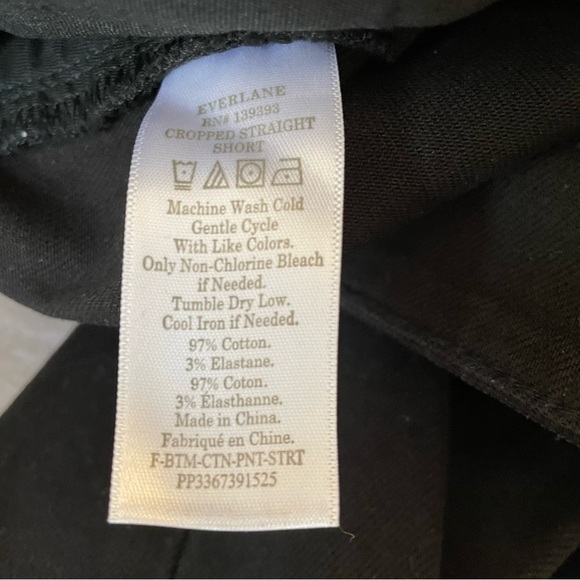 EVERLANE
RN# 139393
CROPPED STRAIGHT
SHORT
Machine Wash Cold
Gentle Cycle
With Like Colors.
Only Non-Chlorine Bleach
if Needed.
Tumble Dry Low.
Cool Iron if Needed.
97% Cotton.
3% Elastane.
97% Coton.
3% Élasthanne.
Made in China.
Fabriqué en Chine.
F-BTM-CTN-PNT-STRT
PP3367391525